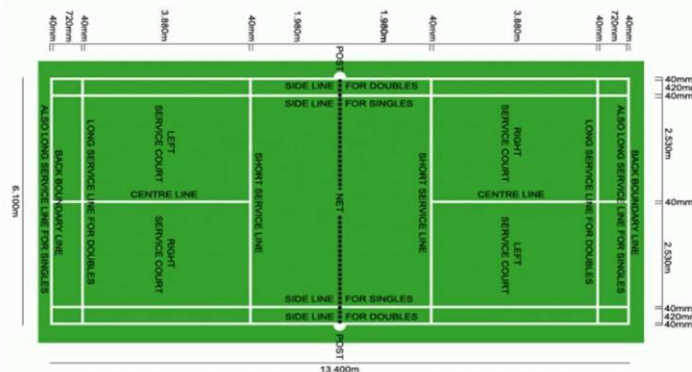 40mm
720mm
40mm
3.880m
40mm
1.980m
1.980m
40mm
3.880m
40mm
720mm
40mm
POST
SIDE LINE FOR DOUBLES
SIDE LINE FOR SINGLES
40mm
420mm
40mm
6.100m
ALSO LONG SERVICE LINE FOR SINGLES
BACK BOUNDARY LINE
LONG SERVICE LINE FOR DOUBLES
LEFT
SERVICE COURT
CENTRE LINE
RIGHT
SERVICE COURT
SHORT SERVICE LINE
NET
SHORT SERVICE LINE
RIGHT
SERVICE COURT
CENTRE LINE
LEFT
SERVICE COURT
LONG SERVICE LINE FOR DOUBLES
ALSO LONG SERVICE LINE FOR SINGLES
BACK BOUNDARY LINE
2.530m
40mm
2.530m
SIDE LINE FOR SINGLES
SIDE LINE FOR DOUBLES
40mm
420mm
40mm
POST
13.400m